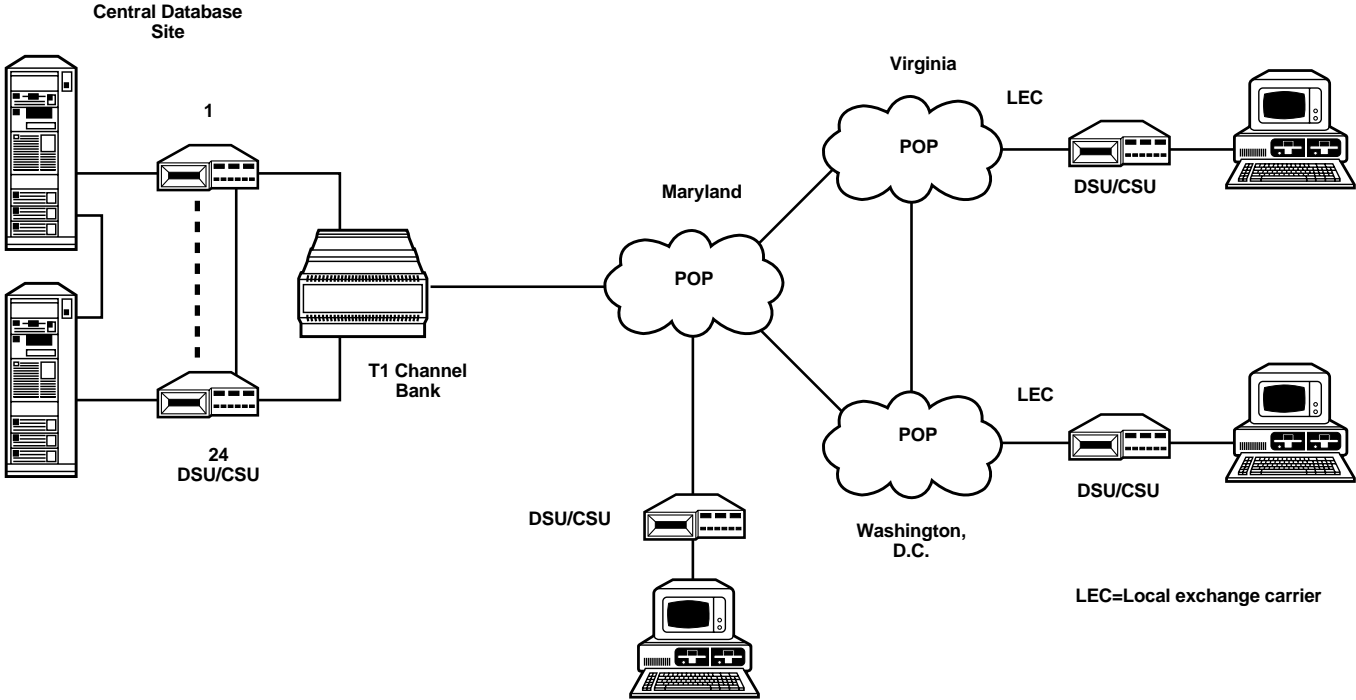 Central Database
Site
1
24
DSU/CSU
T1 Channel
Bank
Maryland
POP
DSU/CSU
Virginia
POP
LEC
DSU/CSU
POP
LEC
DSU/CSU
Washington,
D.C.
LEC=Local exchange carrier